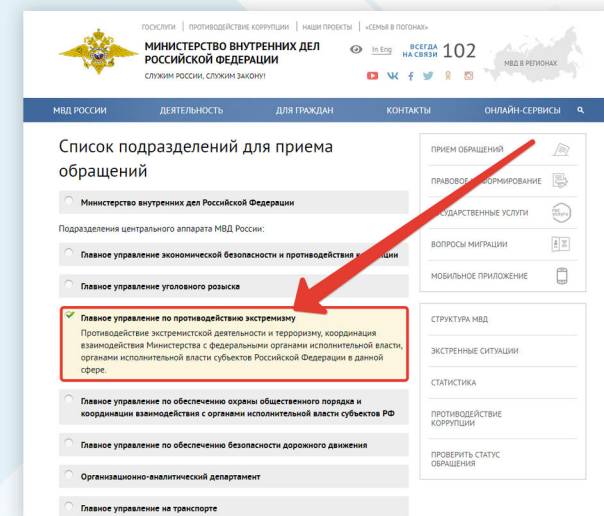 ГОСУСЛУГИ | ПРОТИВОДЕЙСТВИЕ КОРРУПЦИИ | НАШИ ПРОЕКТЫ | «СЕМЬЯ В ПОГОНАХ»
МИНИСТЕРСТВО ВНУТРЕННИХ ДЕЛ
РОССИЙСКОЙ ФЕДЕРАЦИИ
СЛУЖИМ РОССИИ, СЛУЖИМ ЗАКОНУ!
In Eng
ВСЕГДА
НА СВЯЗИ 102
МВД В РЕГИОНАХ
МВД РОССИИ ДЕЯТЕЛЬНОСТЬ ДЛЯ ГРАЖДАН КОНТАКТЫ ОНЛАЙН-СЕРВИСЫ
Список подразделений для приема
обращений
Министерство внутренних дел Российской Федерации
Подразделения центрального аппарата МВД России:
Главное управление экономической безопасности и противодействия
Главное управление уголовного розыска
Главное управление по противодействию экстремизму
Противодействие экстремистской деятельности и терроризму, координация
взаимодействия Министерства с федеральными органами исполнительной власти,
органами исполнительной власти субъектов Российской Федерации в данной
сфере.
Главное управление по обеспечению охраны общественного порядка и
координации взаимодействия с органами исполнительной власти субъектов РФ
Главное управление по обеспечению безопасности дорожного движения
Организационно-аналитический департамент
Главное управление на транспорте
ПРИЕМ ОБРАЩЕНИЙ
ПРАВОВОЕ
УСЛУГИ
ВОПРОСЫ МИГРАЦИИ
МОБИЛЬНОЕ ПРИЛОЖЕНИЕ
СТРУКТУРА МВД
ЭКСТРЕННЫЕ СИТУАЦИИ
СТАТИСТИКА
ПРОТИВОДЕЙСТВИЕ
КОРРУПЦИИ
ПРОВЕРИТЬ СТАТУС
ОБРАЩЕНИЯ